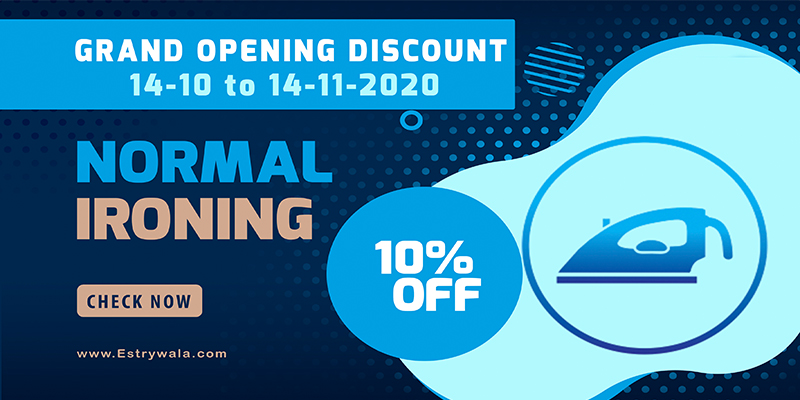 GRAND OPENING DISCOUNT
14-10 to 14-11-2020
NORMAL
IRONING
10%
OFF
CHECK NOW
www.Estrywala.com